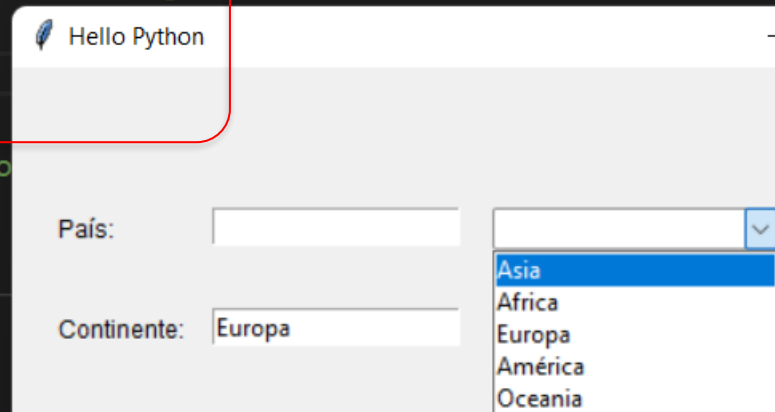 Hello Python
País:
Asia
Africa
Continente: Europa
Europa
América
Oceania